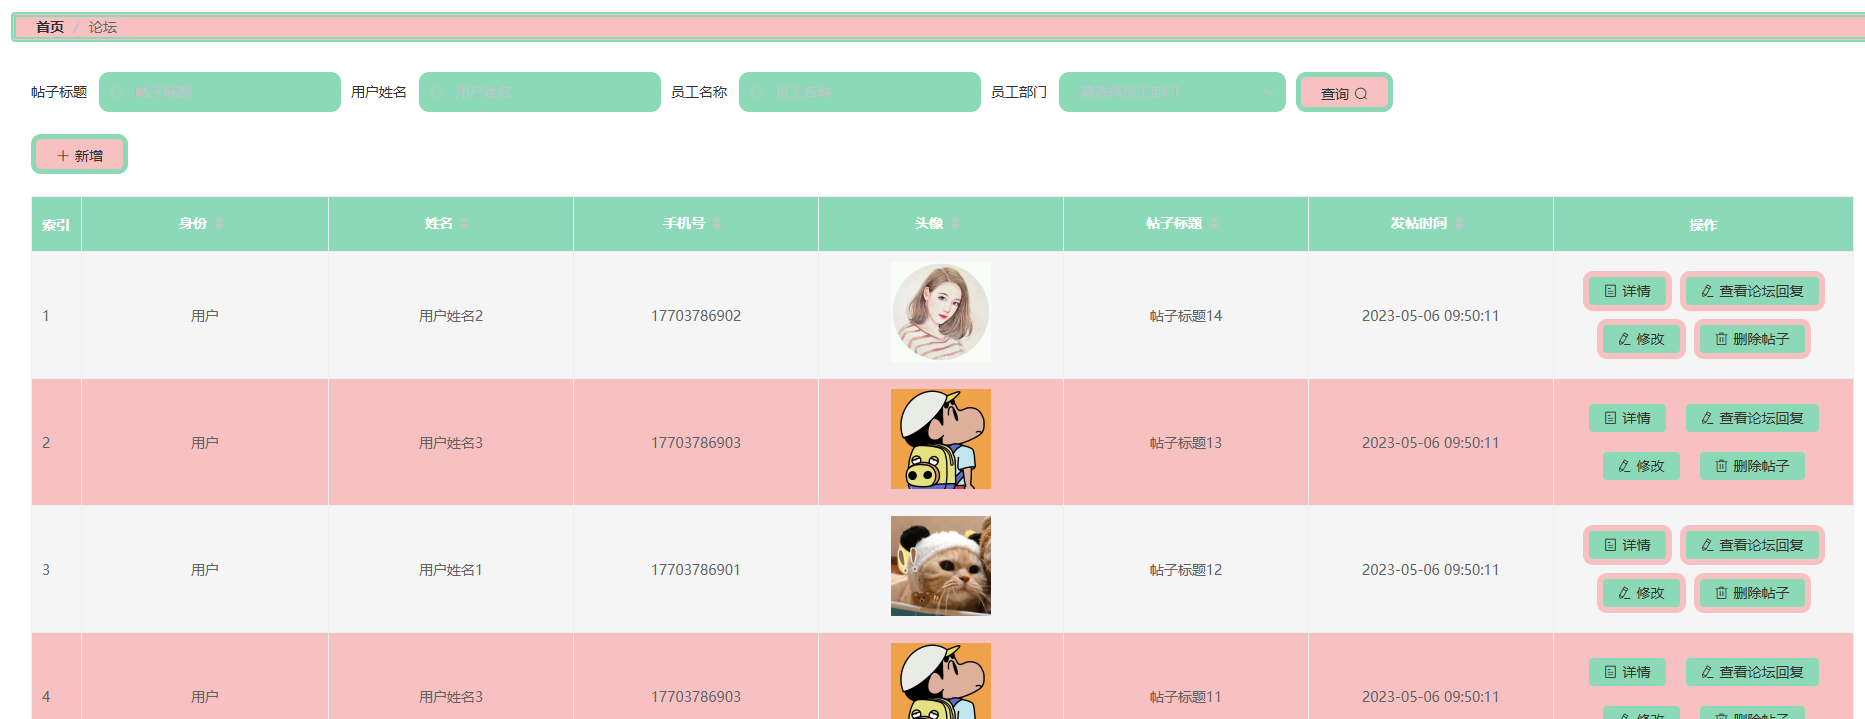 首页 / 论坛
帖子标题 帖子标题 用户姓名 用户姓名 员工名称 员工名称 员工部门 请选择员工部门 查询
+ 新增
索引 身份 姓名 手机号 头像 帖子标题 发帖时间 操作
1 用户 用户姓名2 17703786902 帖子标题14 2023-05-06 09:50:11 详情 查看论坛回复
修改 删除帖子
2 用户 用户姓名3 17703786903 帖子标题13 2023-05-06 09:50:11 详情 查看论坛回复
修改 删除帖子
3 用户 用户姓名1 17703786901 帖子标题12 2023-05-06 09:50:11 详情 查看论坛回复
修改 删除帖子
4 用户 用户姓名3 17703786903 帖子标题11 2023-05-06 09:50:11 详情 查看论坛回复
修改 删除帖子